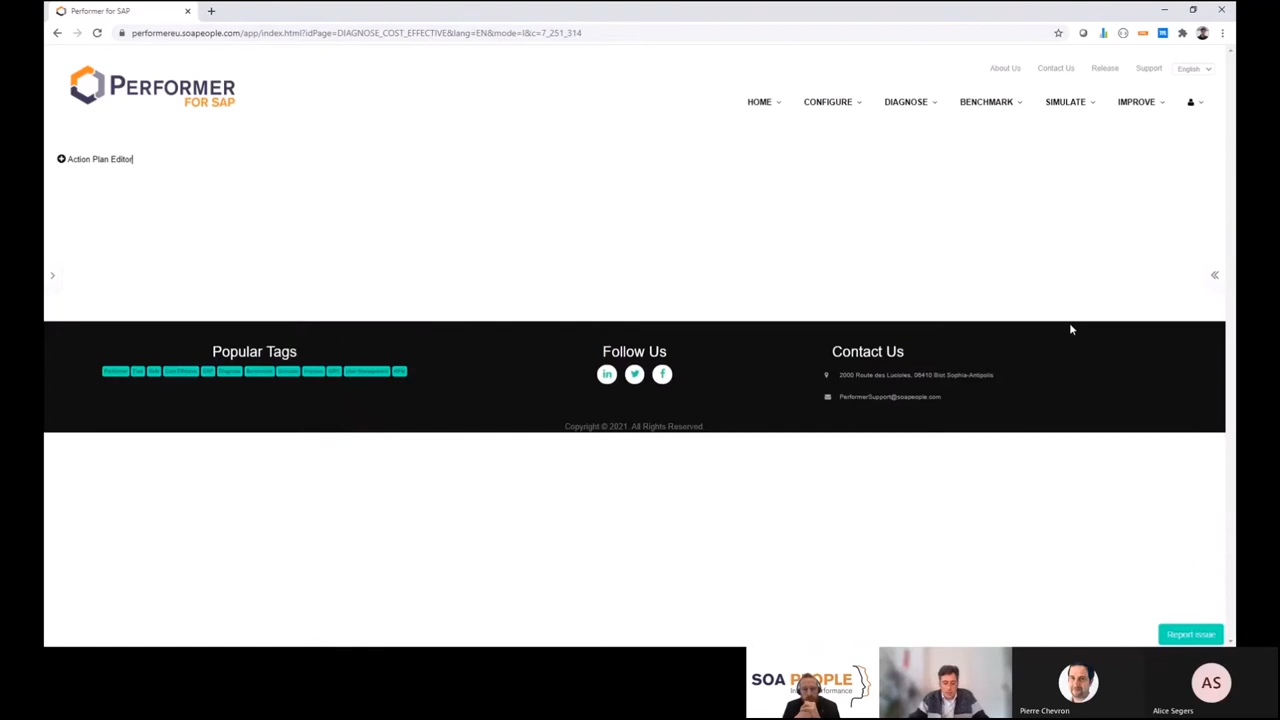 Performer for SAP
performereu.soapeople.com/app/index.html?idPage=DIAGNOSE_COST_EFFECTIVE&lang=EN&mode=I&c=7_251_314
About Us Contact Us Release Support English
PERFORMER
FOR SAP
HOME CONFIGURE DIAGNOSE BENCHMARK SIMULATE IMPROVE
Action Plan Editor
Popular Tags Follow Us Contact Us
2000 Route des Lucioles, 06410 Biot Sophia-Antipolis
PerformerSupport@soapeople.com
Copyright © 2021. All Rights Reserved.
Report issue
SOA PEOPLE
Pierre Chevron
AS
Alice Segers